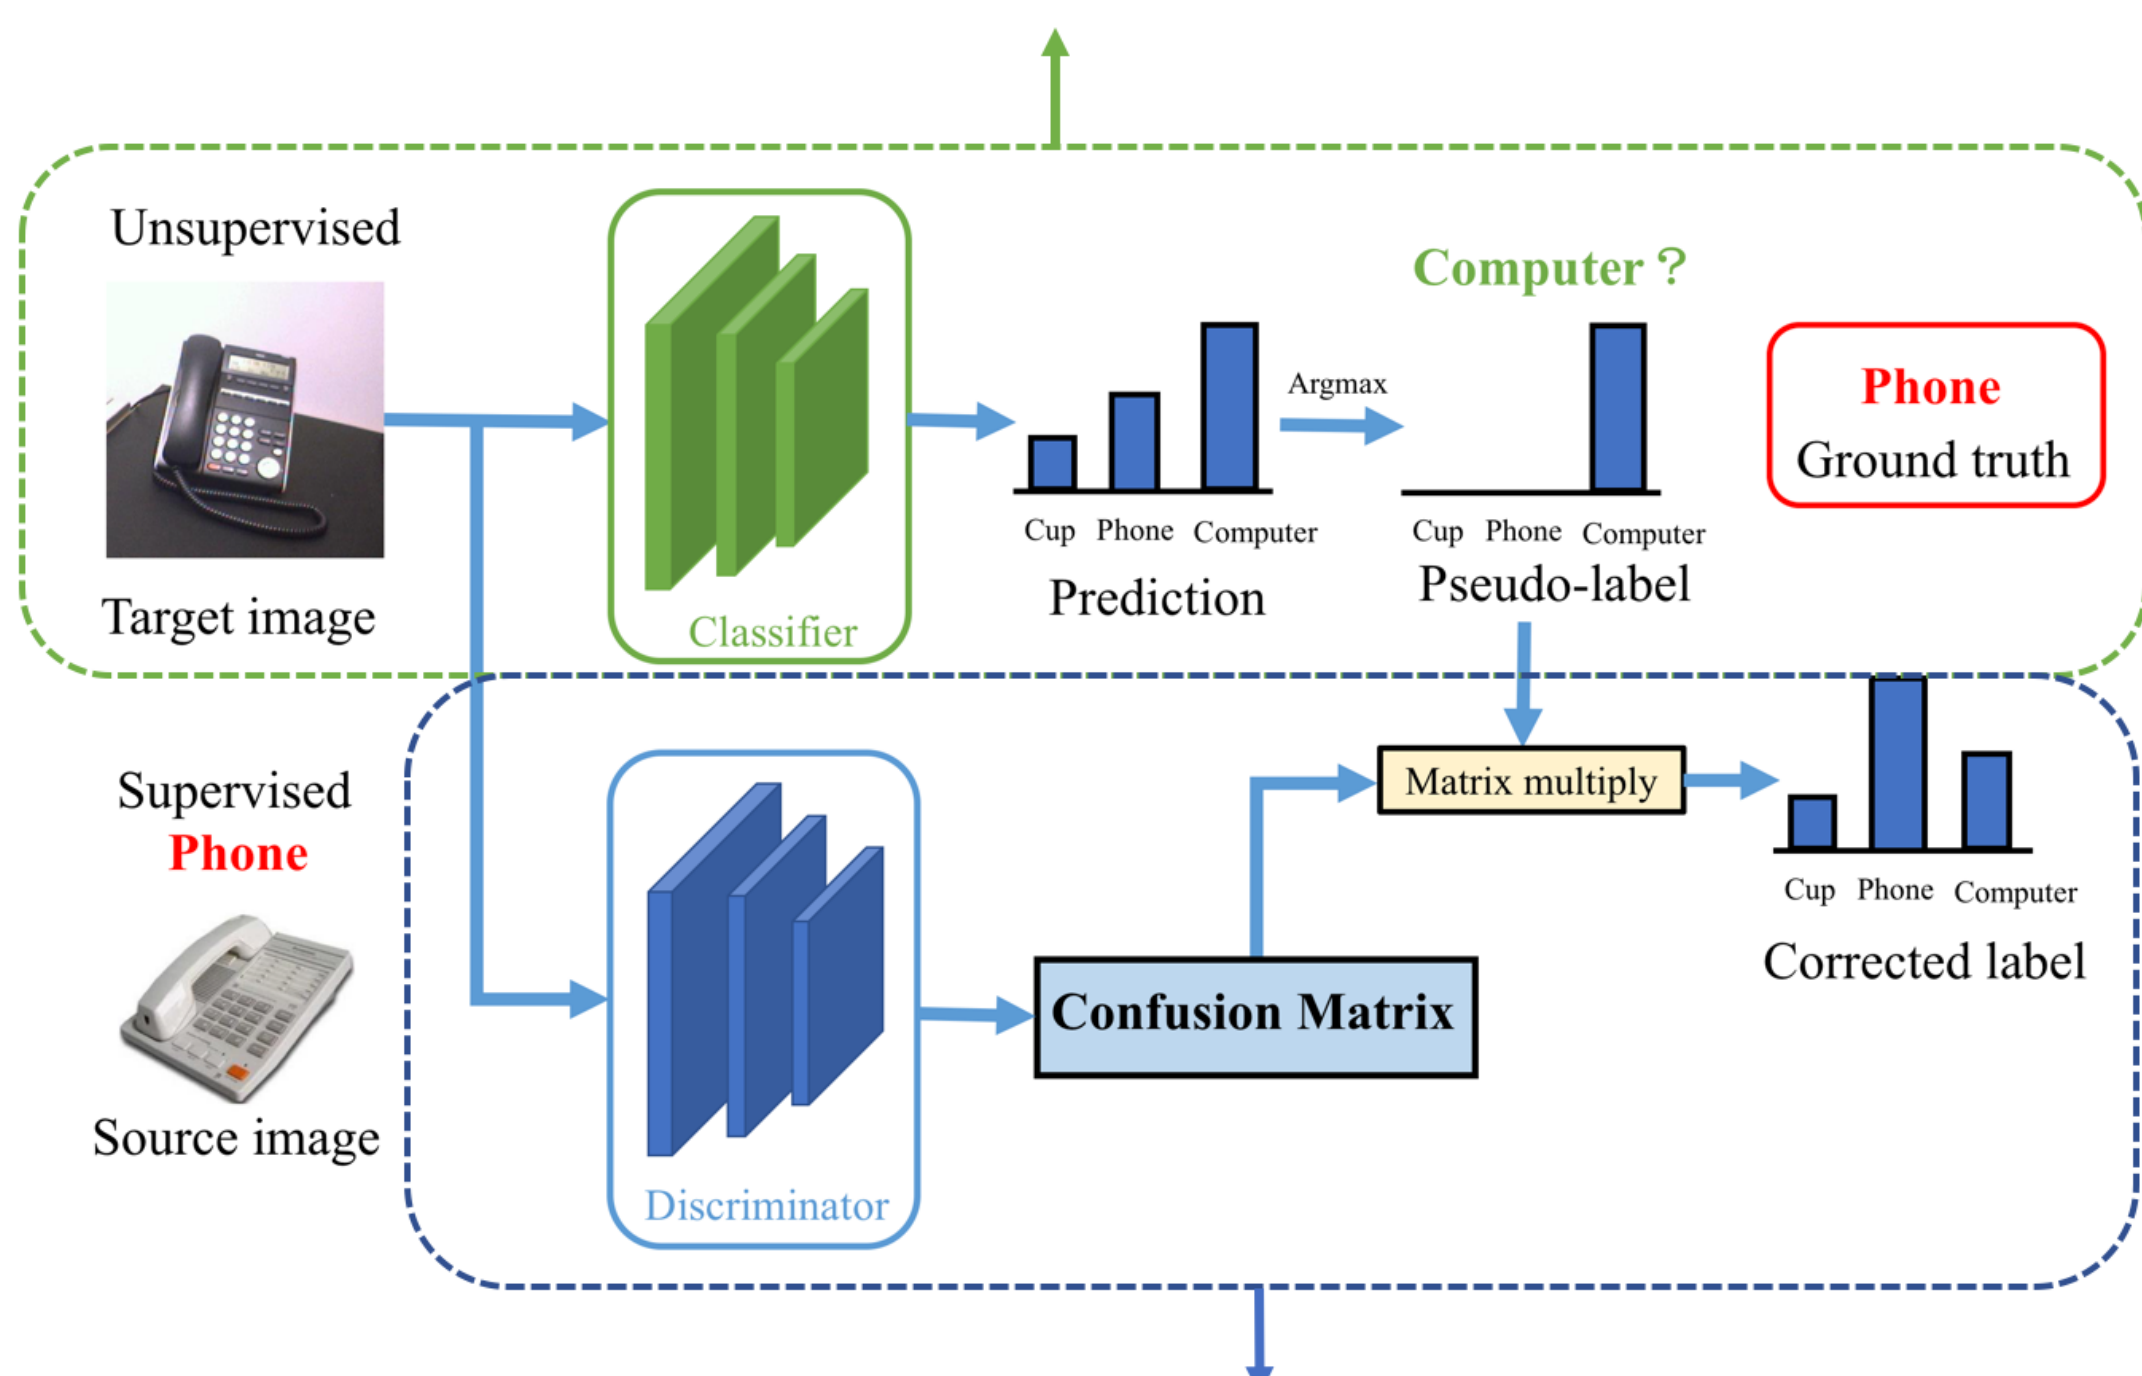 Unsupervised
Target image
Classifier
Cup Phone Computer
Prediction
Argmax
Computer ?
Cup Phone Computer
Pseudo-label
Phone
Ground truth
Supervised
Phone
Source image
Discriminator
Confusion Matrix
Matrix multiply
Cup Phone Computer
Corrected label